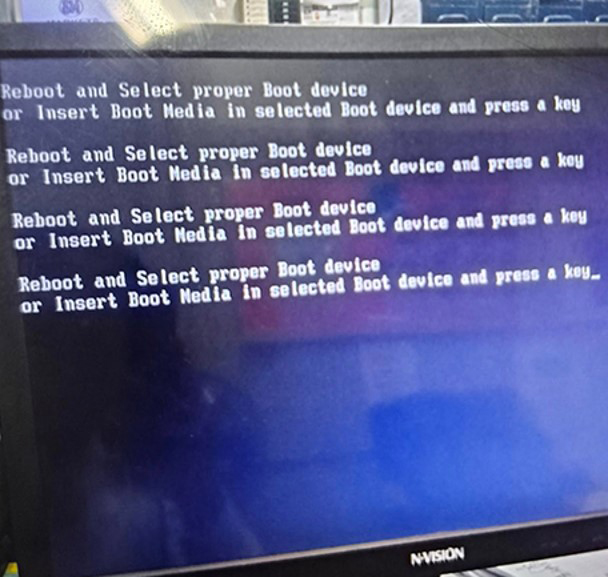 Reboot and Select proper Boot device
or Insert Boot Media in selected Boot device and press a key
Reboot and Select proper Boot device
or Insert Boot Media in selected Boot device and press a key
Reboot and Select proper Boot device
or Insert Boot Media in selected Boot device and press a key
Reboot and Select proper Boot device
or Insert Boot Media in selected Boot device and press a key_
N-VISION